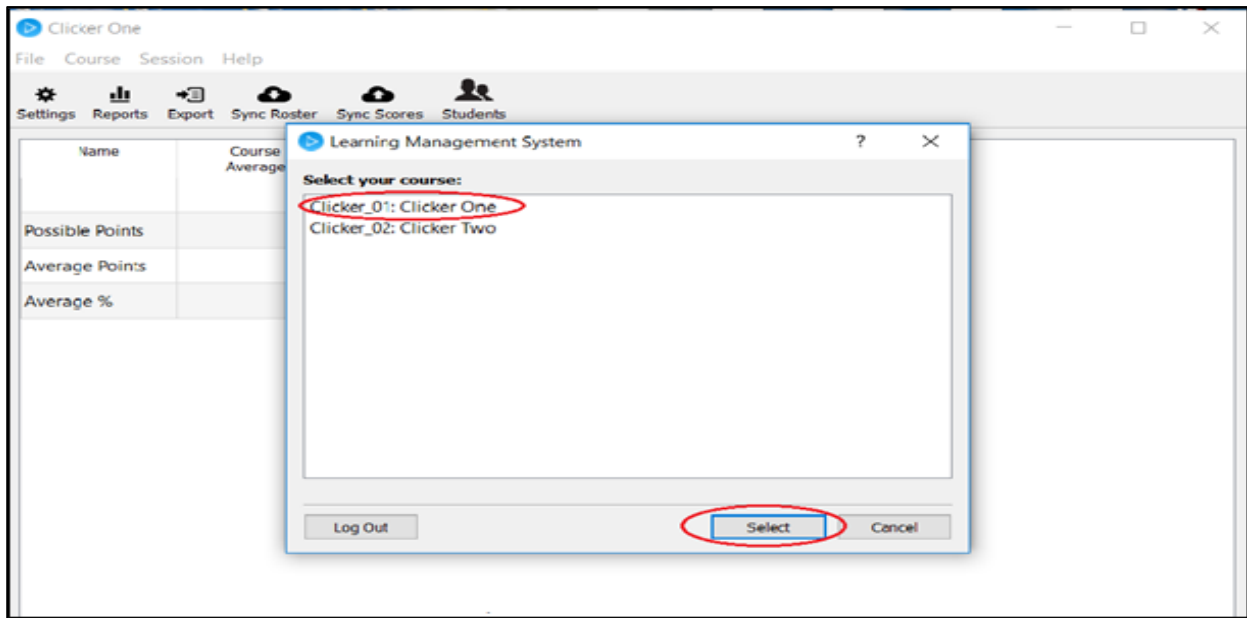 Clicker One
File Course Session Help
Settings Reports Export Sync Roster Sync Scores Students
Learning Management System ?
Name Course Average
Select your course:
Clicker_01: Clicker One
Clicker_02: Clicker Two
Possible Points
Average Points
Average %
Log Out Select Cancel